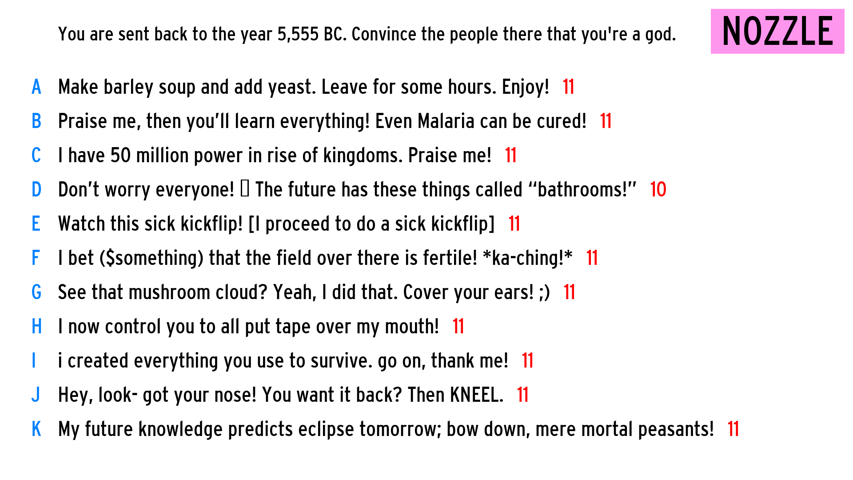 You are sent back to the year 5,555 BC. Convince the people there that you're a god.
NOZZLE
A Make barley soup and add yeast. Leave for some hours. Enjoy! 11
B Praise me, then you’ll learn everything! Even Malaria can be cured! 11
C I have 50 million power in rise of kingdoms. Praise me! 11
D Don’t worry everyone! ▯ The future has these things called “bathrooms!” 10
E Watch this sick kickflip! [I proceed to do a sick kickflip] 11
F I bet ($something) that the field over there is fertile! *ka-ching!* 11
G See that mushroom cloud? Yeah, I did that. Cover your ears! ;) 11
H I now control you to all put tape over my mouth! 11
I i created everything you use to survive. go on, thank me! 11
J Hey, look- got your nose! You want it back? Then KNEEL. 11
K My future knowledge predicts eclipse tomorrow; bow down, mere mortal peasants! 11